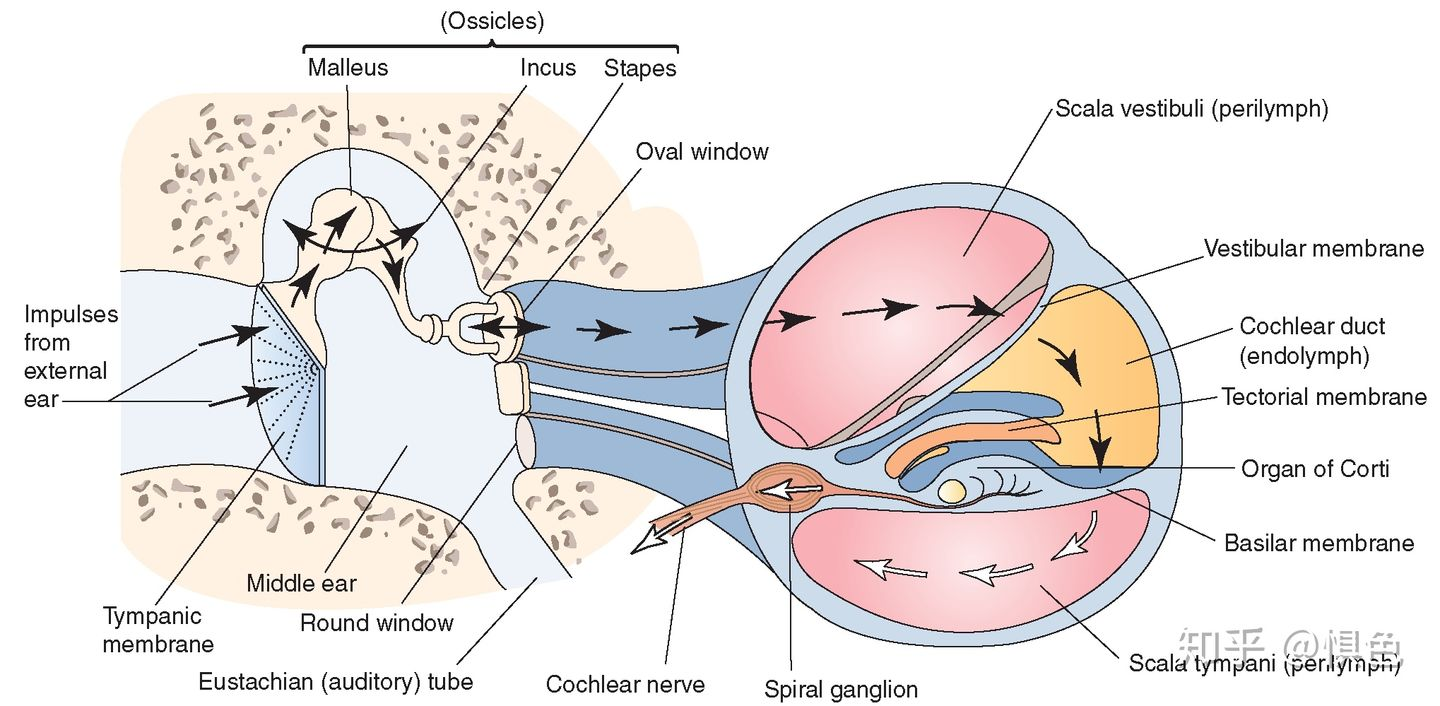 (Ossicles)
Malleus
Incus
Stapes
Oval window
Scala vestibuli (perilymph)
Vestibular membrane
Impulses
from
external
ear
Cochlear duct
(endolymph)
Tectorial membrane
Organ of Corti
Basilar membrane
Middle ear
Tympanic
membrane
Round window
Eustachian (auditory) tube
Cochlear nerve
Spiral ganglion
Scala tympani (perilymph)
知乎 @惧色